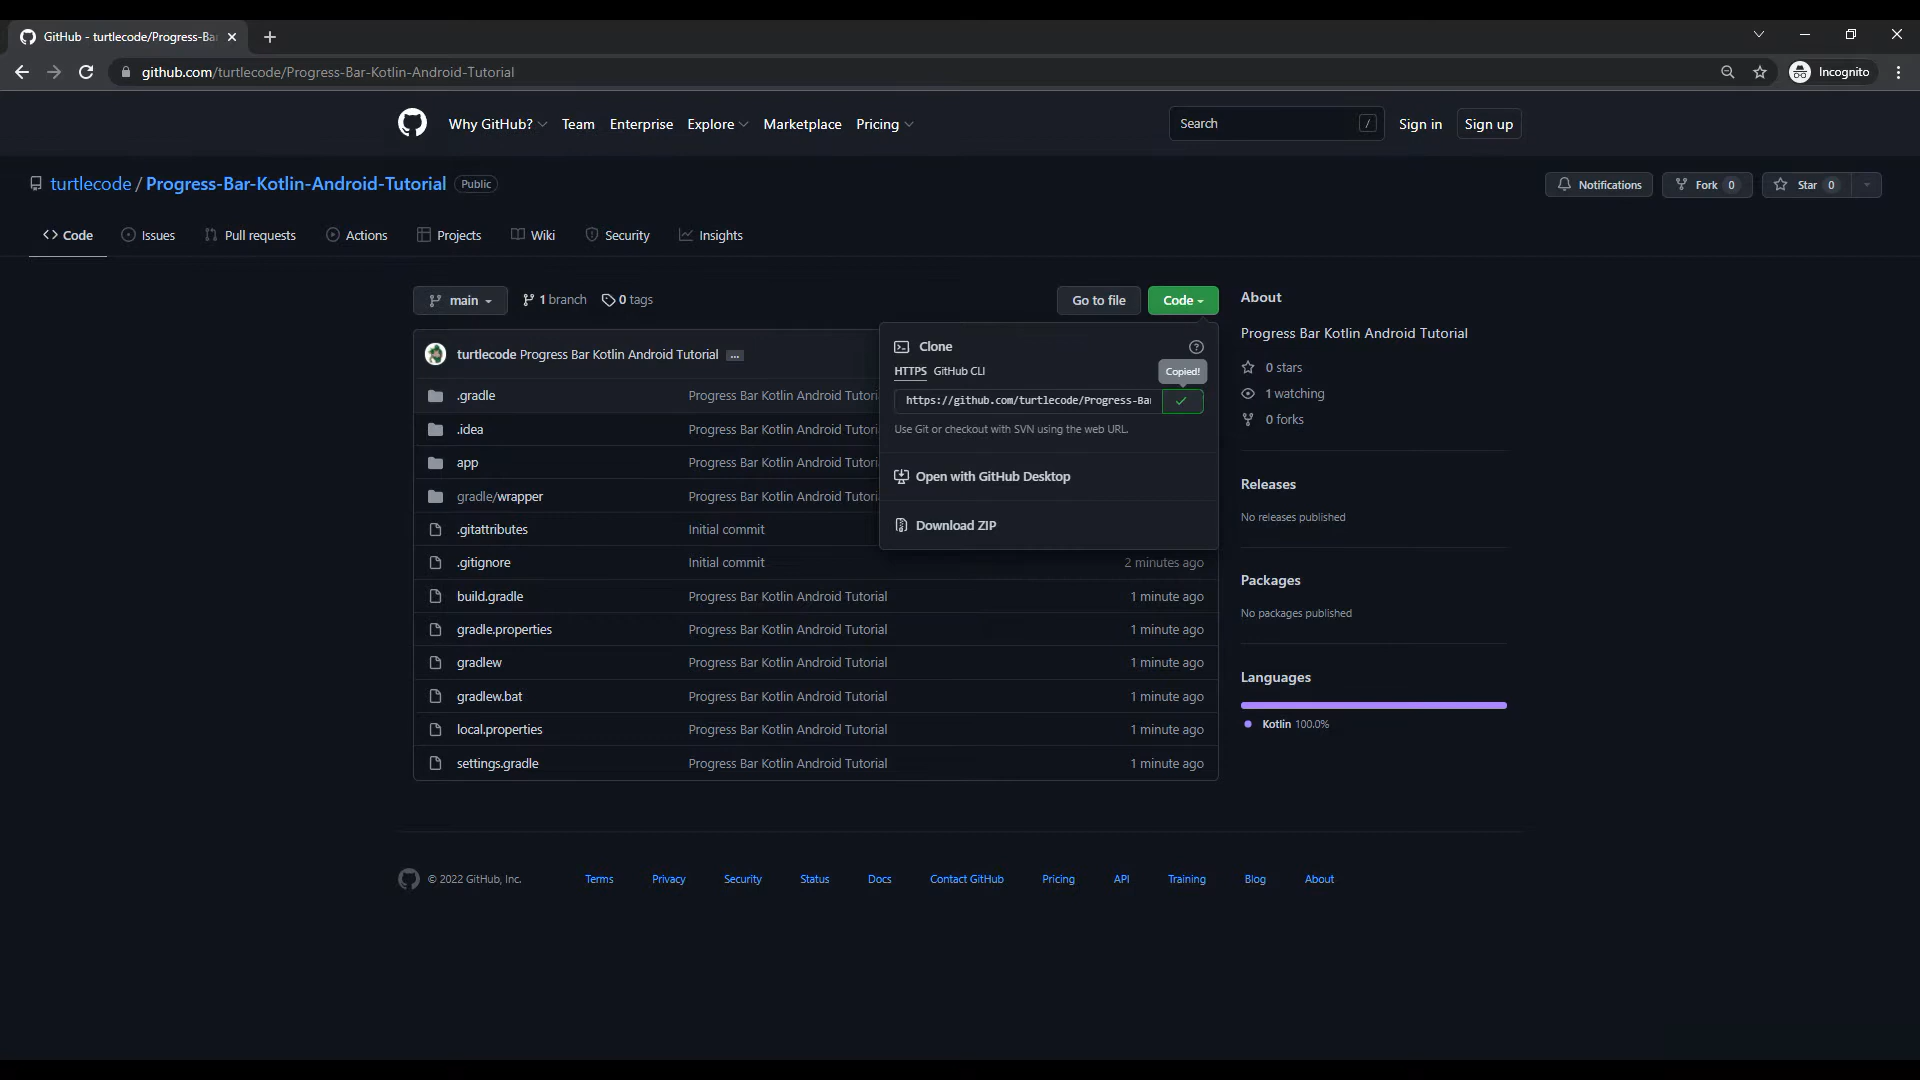 GitHub - turtlecode/Progress-Ba
github.com/turtlecode/Progress-Bar-Kotlin-Android-Tutorial
Incognito
Why GitHub? Team Enterprise Explore Marketplace Pricing
Search /
Sign in Sign up
turtlecode / Progress-Bar-Kotlin-Android-Tutorial Public
Notifications Fork 0 Star 0
Code Issues Pull requests Actions Projects Wiki Security Insights
main 1 branch 0 tags
Go to file Code
turtlecode Progress Bar Kotlin Android Tutorial ...
.gradle Progress Bar Kotlin Android Tutori
.idea Progress Bar Kotlin Android Tutori
app Progress Bar Kotlin Android Tutori
gradle/wrapper Progress Bar Kotlin Android Tutori
.gitattributes Initial commit
.gitignore Initial commit 2 minutes ago
build.gradle Progress Bar Kotlin Android Tutorial 1 minute ago
gradle.properties Progress Bar Kotlin Android Tutorial 1 minute ago
gradlew Progress Bar Kotlin Android Tutorial 1 minute ago
gradlew.bat Progress Bar Kotlin Android Tutorial 1 minute ago
local.properties Progress Bar Kotlin Android Tutorial 1 minute ago
settings.gradle Progress Bar Kotlin Android Tutorial 1 minute ago
Clone
HTTPS GitHub CLI
Copied!
https://github.com/turtlecode/Progress-Ba
Use Git or checkout with SVN using the web URL.
Open with GitHub Desktop
Download ZIP
About
Progress Bar Kotlin Android Tutorial
0 stars
1 watching
0 forks
Releases
No releases published
Packages
No packages published
Languages
Kotlin 100.0%
© 2022 GitHub, Inc. Terms Privacy Security Status Docs Contact GitHub Pricing API Training Blog About